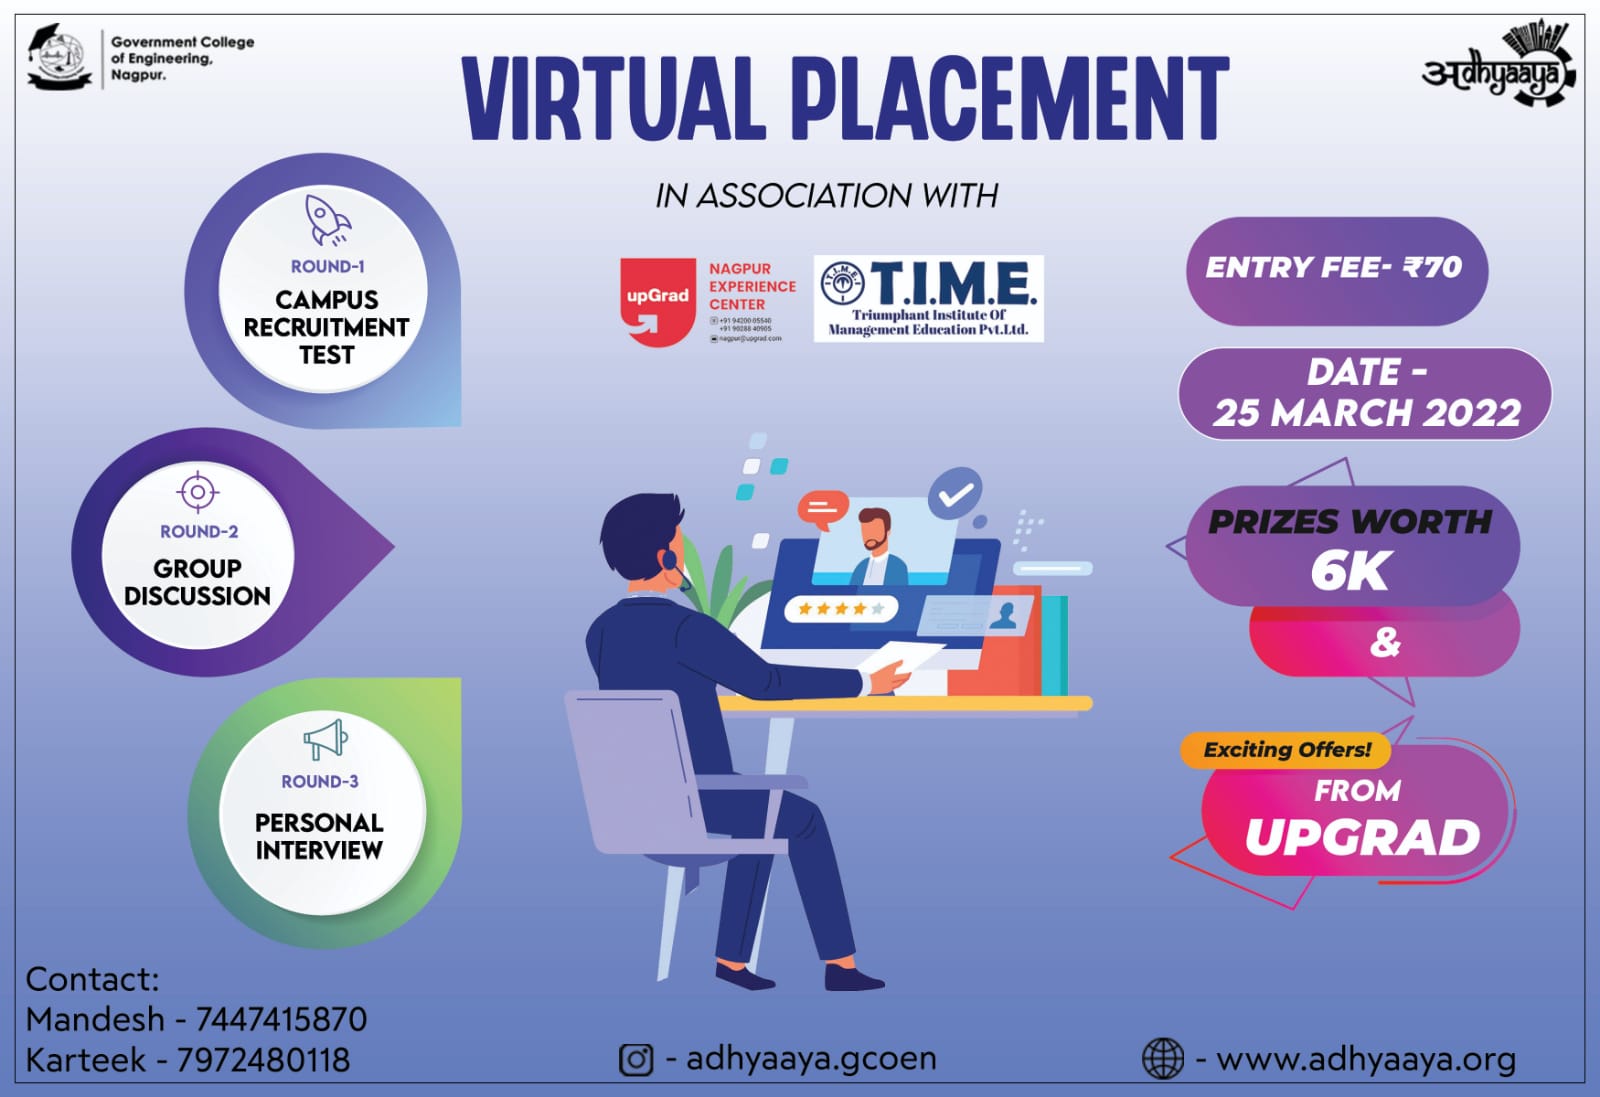 Government College
of Engineering,
Nagpur.
अdhyaaya
VIRTUAL PLACEMENT
IN ASSOCIATION WITH
upGrad
NAGPUR
EXPERIENCE
CENTER
+91 94200 05540
+91 90288 40905
nagpur@upgrad.com
T.I.M.E.
T.I.M.E.
Triumphant Institute Of
Management Education Pvt.Ltd.
ROUND-1
CAMPUS
RECRUITMENT
TEST
ROUND-2
GROUP
DISCUSSION
ROUND-3
PERSONAL
INTERVIEW
ENTRY FEE- ₹70
DATE -
25 MARCH 2022
PRIZES WORTH
6K
&
Exciting Offers!
FROM
UPGRAD
Contact:
Mandesh - 7447415870
Karteek - 7972480118
- adhyaaya.gcoen
- www.adhyaaya.org